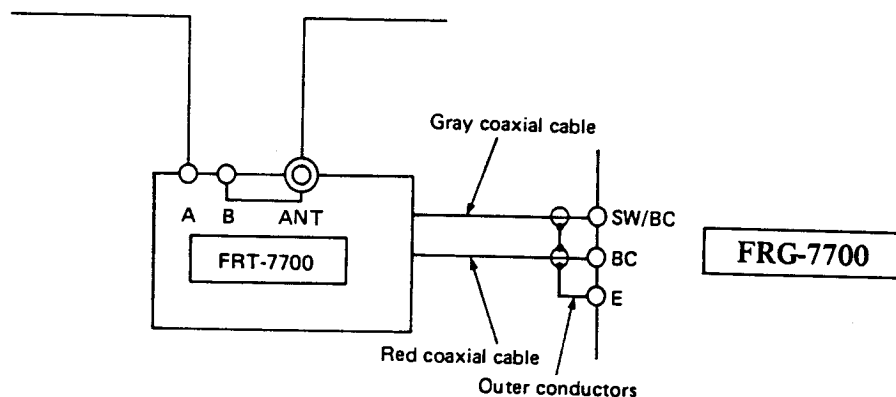 Gray coaxial cable
A B ANT
SW/BC
FRT-7700
BC
FRG-7700
E
Red coaxial cable
Outer conductors